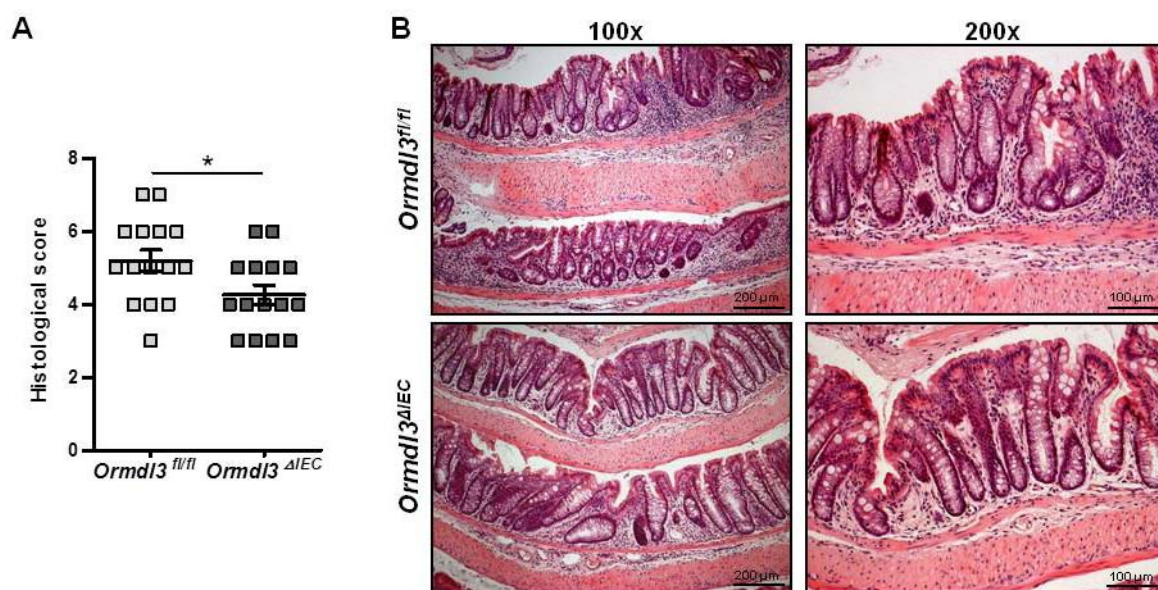 A
Histological score
8
6
4
2
0
*
Ormdl3 fl/fl
Ormdl3 ΔIEC
B
100x
200x
Ormdl3fl/fl
200 µm
100 µm
Ormdl3ΔIEC
200 µm
100 µm